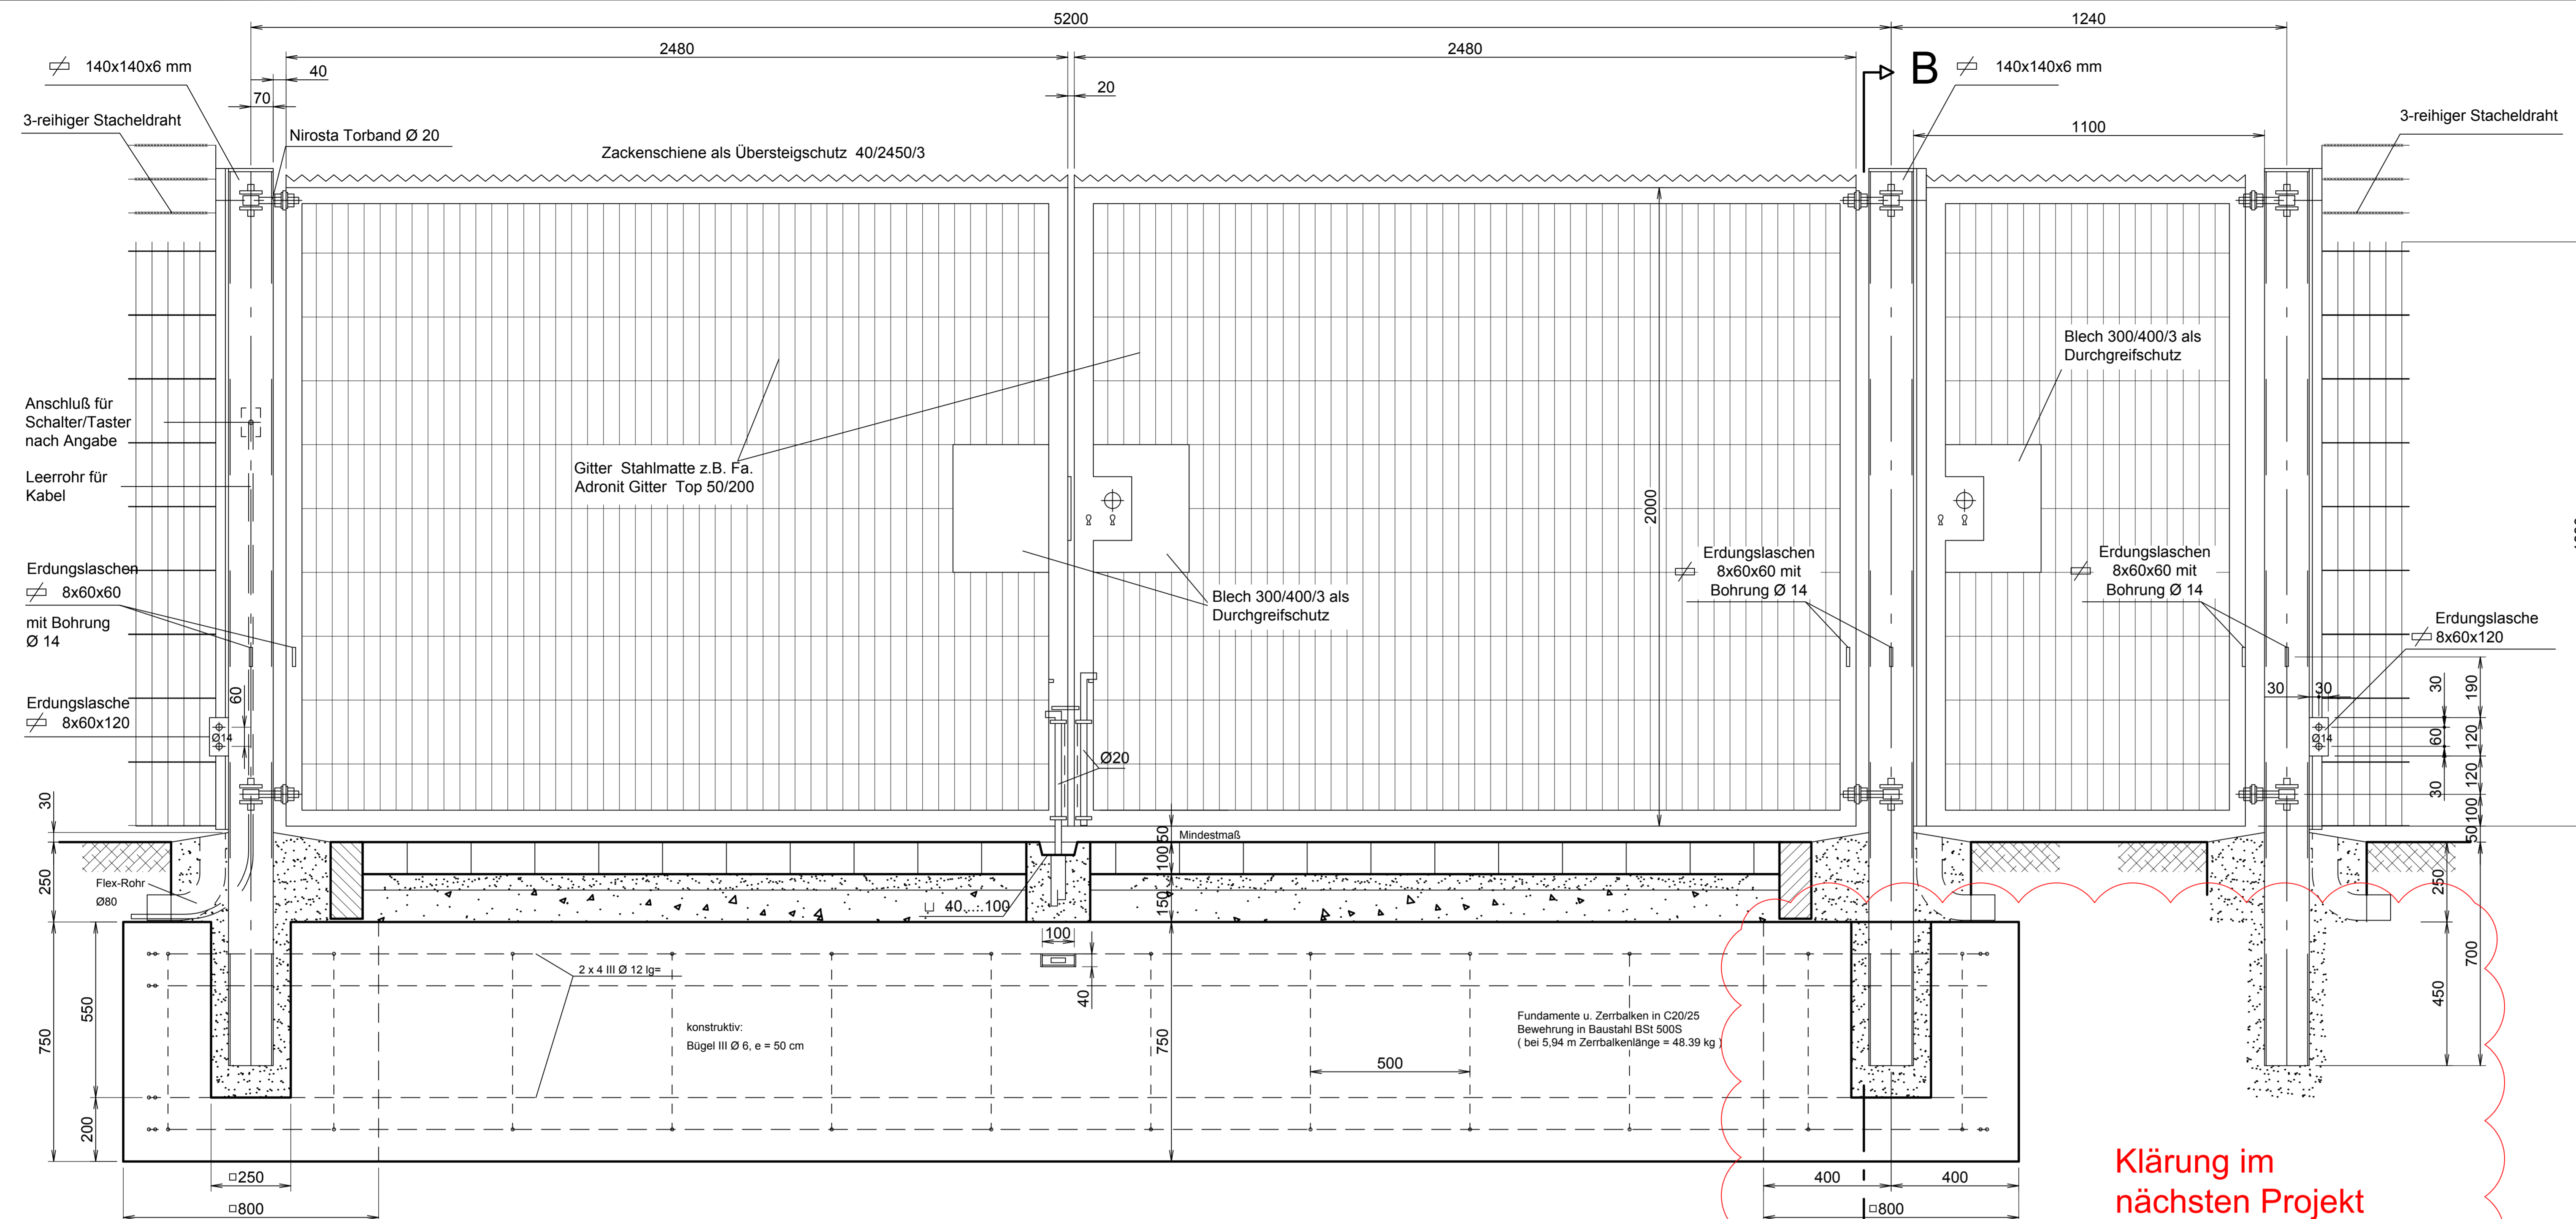 5200
1240
2480
2480
140x140x6 mm
40
B
140x140x6 mm
70
20
3-reihiger Stacheldraht
3-reihiger Stacheldraht
Nirosta Torband Ø 20
1100
Zackenschiene als Übersteigschutz 40/2450/3
Blech 300/400/3 als
Durchgreifschutz
Anschluß für
Schalter/Taster
nach Angabe
Leerrohr für
Kabel
Gitter Stahlmatte z.B. Fa.
Adronit Gitter Top 50/200
2000
Erdungslaschen
8x60x60
mit Bohrung
Ø 14
Blech 300/400/3 als
Durchgreifschutz
Erdungslaschen
8x60x60 mit
Bohrung Ø 14
Erdungslaschen
8x60x60 mit
Bohrung Ø 14
Erdungslasche
8x60x120
Erdungslasche
8x60x120
60
Ø14
Ø20
30
30
Ø14
30
60
30
190
120
120
100
50
30
250
Flex-Rohr
Ø80
Mindestmaß
50
100
150
40.....100
100
40
250
700
450
2 x 4 III Ø 12 lg=
konstruktiv:
Bügel III Ø 6, e = 50 cm
Fundamente u. Zerrbalken in C20/25
Bewehrung in Baustahl BSt 500S
( bei 5,94 m Zerrbalkenlänge = 48.39 kg )
500
750
550
200
750
□250
□800
400
400
□800
Klärung im
nächsten Projekt